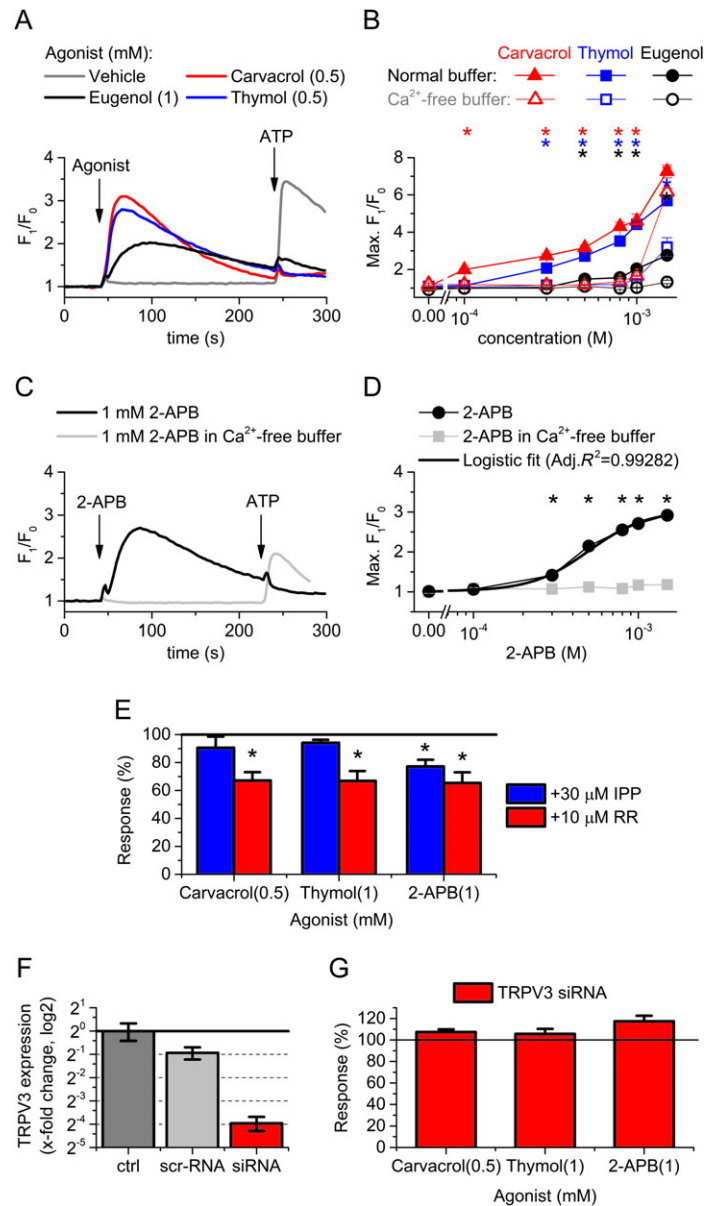 A
Agonist (mM):
Vehicle
Carvacrol (0.5)
Eugenol (1)
Thymol (0.5)
Agonist
ATP
F1/F0
4
3
2
1
0 100 200 300
time (s)
B
Carvacrol Thymol Eugenol
Normal buffer:
Ca2+-free buffer:
* * * * *
* * * *
* * *
*
*
Max. F1/F0
8
6
4
2
0.00 10-4 10-3
concentration (M)
C
1 mM 2-APB
1 mM 2-APB in Ca2+-free buffer
2-APB
ATP
F1/F0
4
3
2
1
0 100 200 300
time (s)
D
2-APB
2-APB in Ca2+-free buffer
Logistic fit (Adj.R2=0.99282)
* * * * *
Max. F1/F0
4
3
2
1
0.00 10-4 10-3
2-APB (M)
E
Response (%)
100
80
60
40
20
0
* * * *
Carvacrol(0.5) Thymol(1) 2-APB(1)
Agonist (mM)
+30 μM IPP
+10 μM RR
F
TRPV3 expression
(x-fold change, log2)
21
20
2-1
2-2
2-3
2-4
2-5
ctrl scr-RNA siRNA
G
TRPV3 siRNA
Response (%)
120
100
80
60
40
20
0
Carvacrol(0.5) Thymol(1) 2-APB(1)
Agonist (mM)